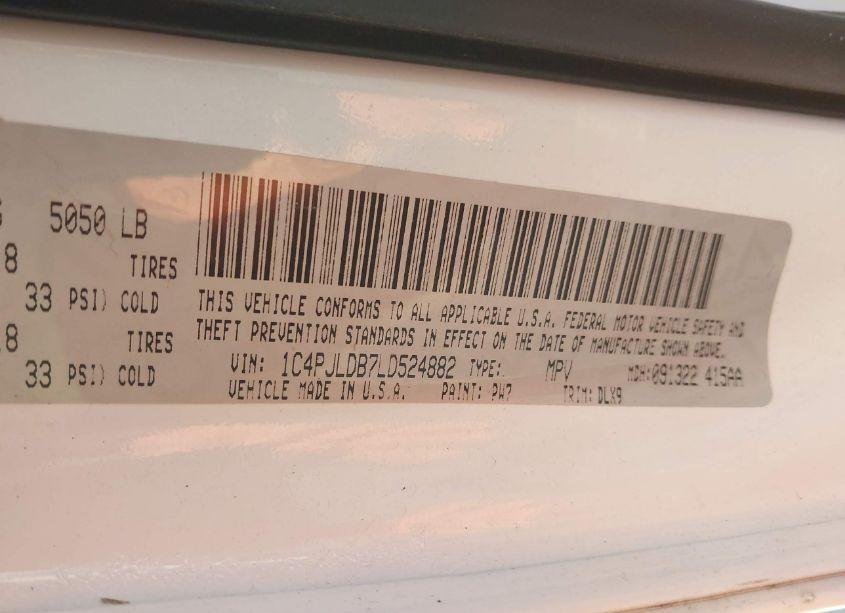 5050 LB
8 TIRES
33 PSI) COLD
8 TIRES
33 PSI) COLD
THIS VEHICLE CONFORMS TO ALL APPLICABLE U.S.A. FEDERAL MOTOR VEHICLE SAFETY AND
THEFT PREVENTION STANDARDS IN EFFECT ON THE DATE OF MANUFACTURE SHOWN ABOVE.
VIN: 1C4PJLDB7LD524882 TYPE: MPV MDH:091322 415AA
VEHICLE MADE IN U.S.A. PAINT: PW7 TRIM: DLX9